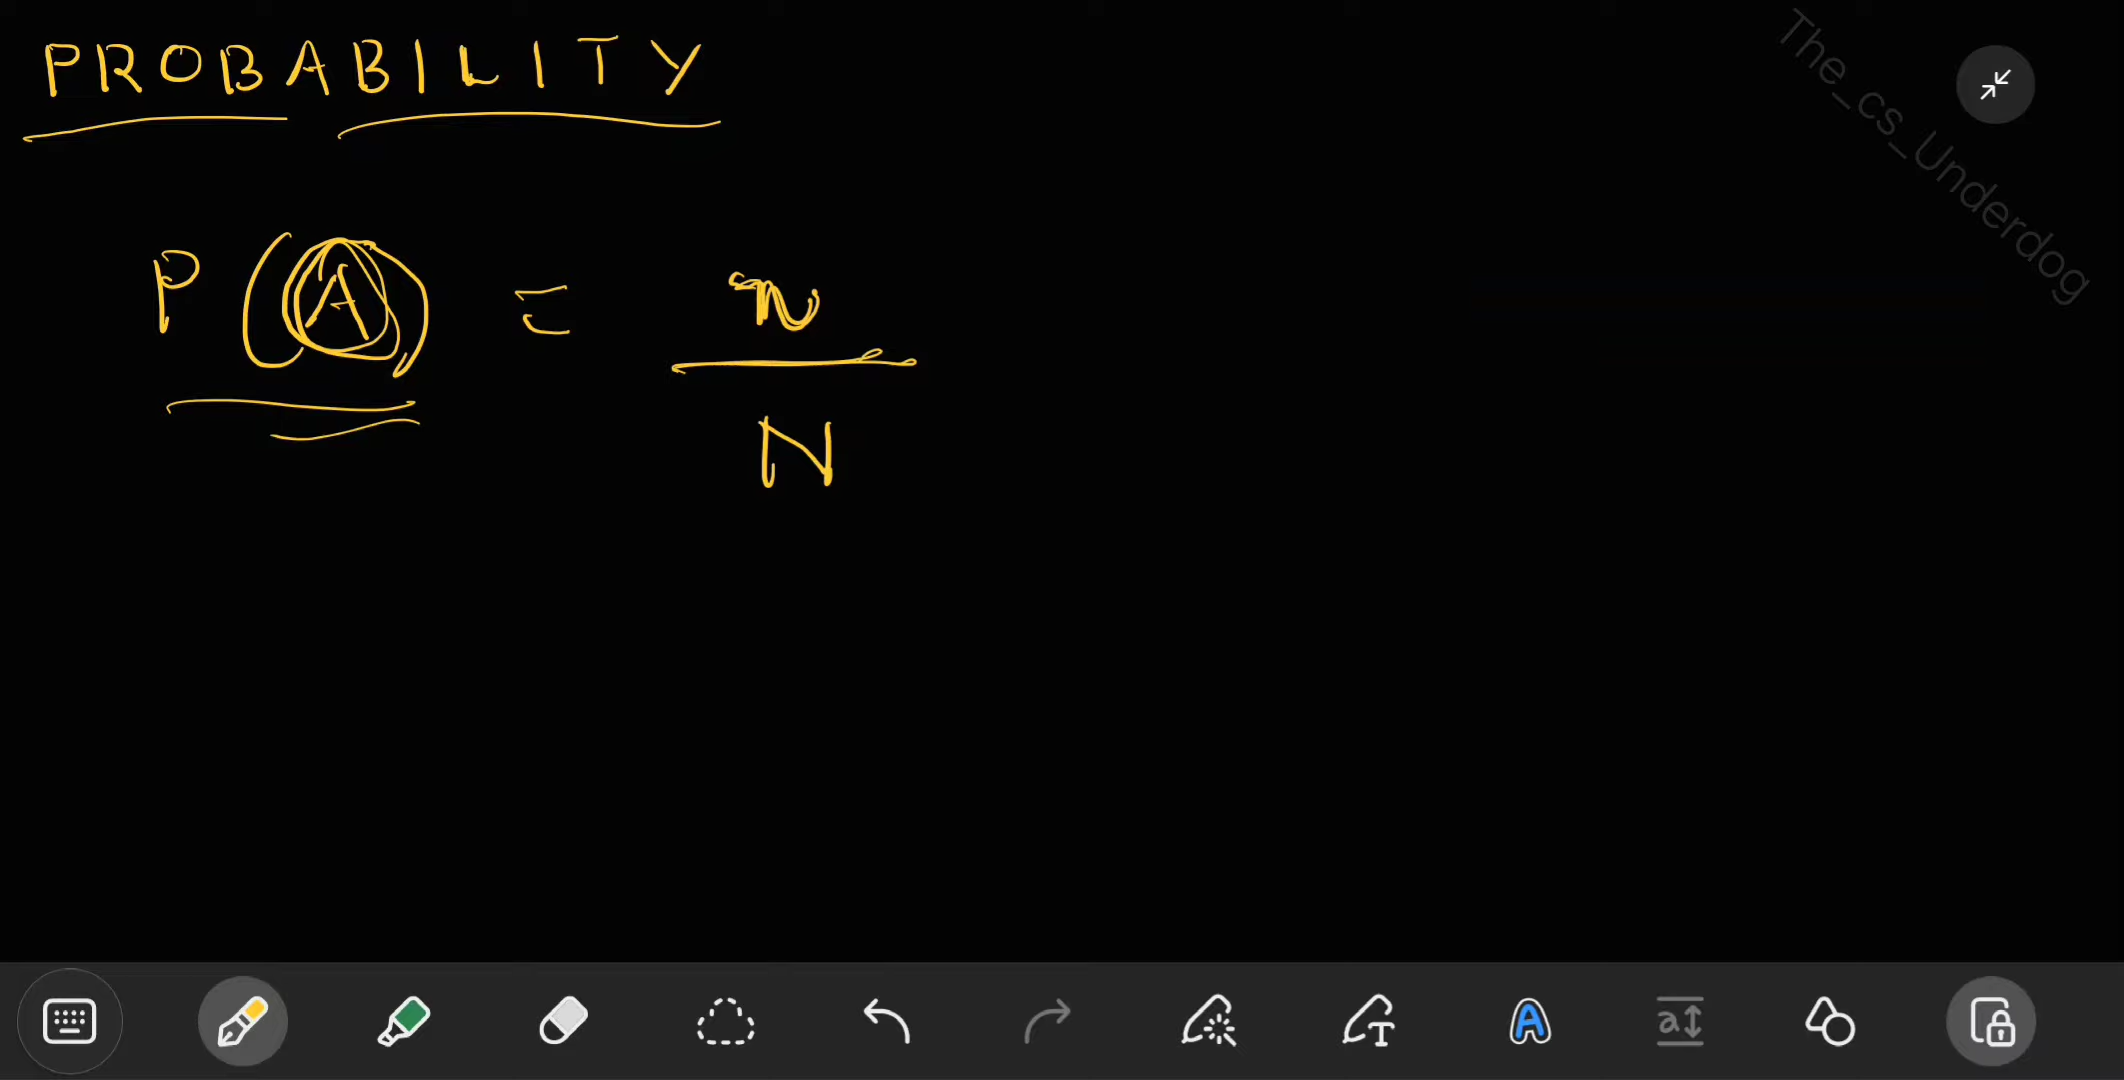 PROBABILITY
The_cs_Underdog
P(A) = n
N